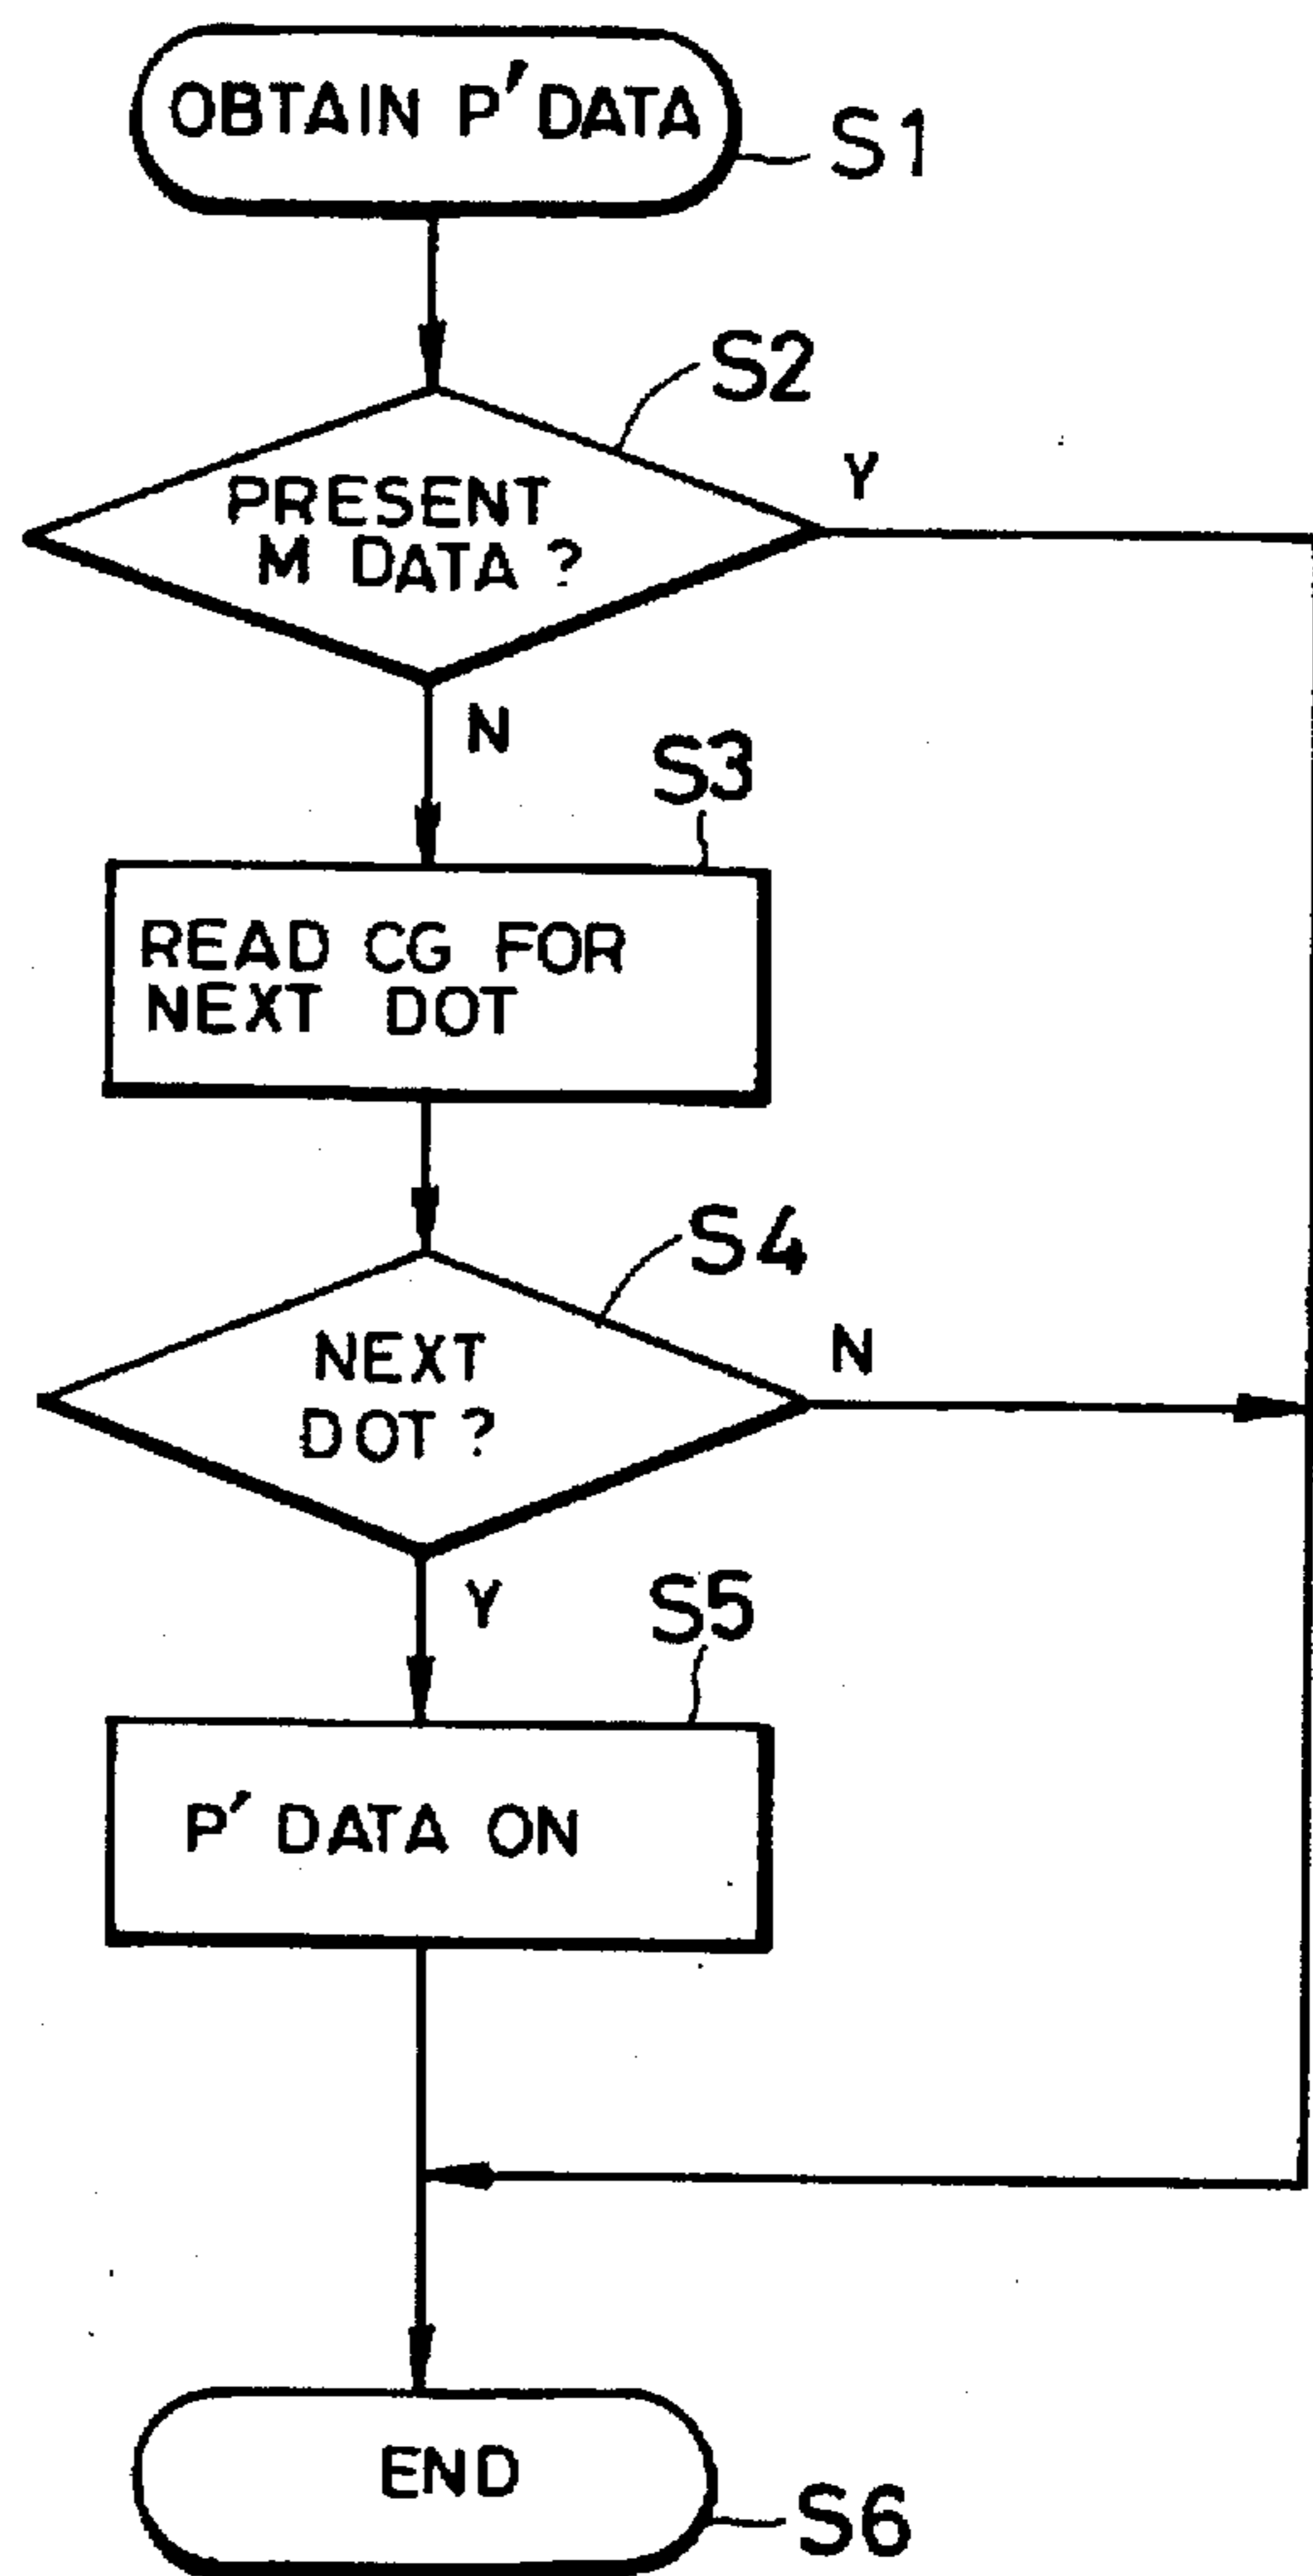 OBTAIN P' DATA
S1
S2
PRESENT
M DATA ?
Y
N
S3
READ CG FOR
NEXT DOT
S4
NEXT
DOT ?
N
Y
S5
P' DATA ON
END
S6